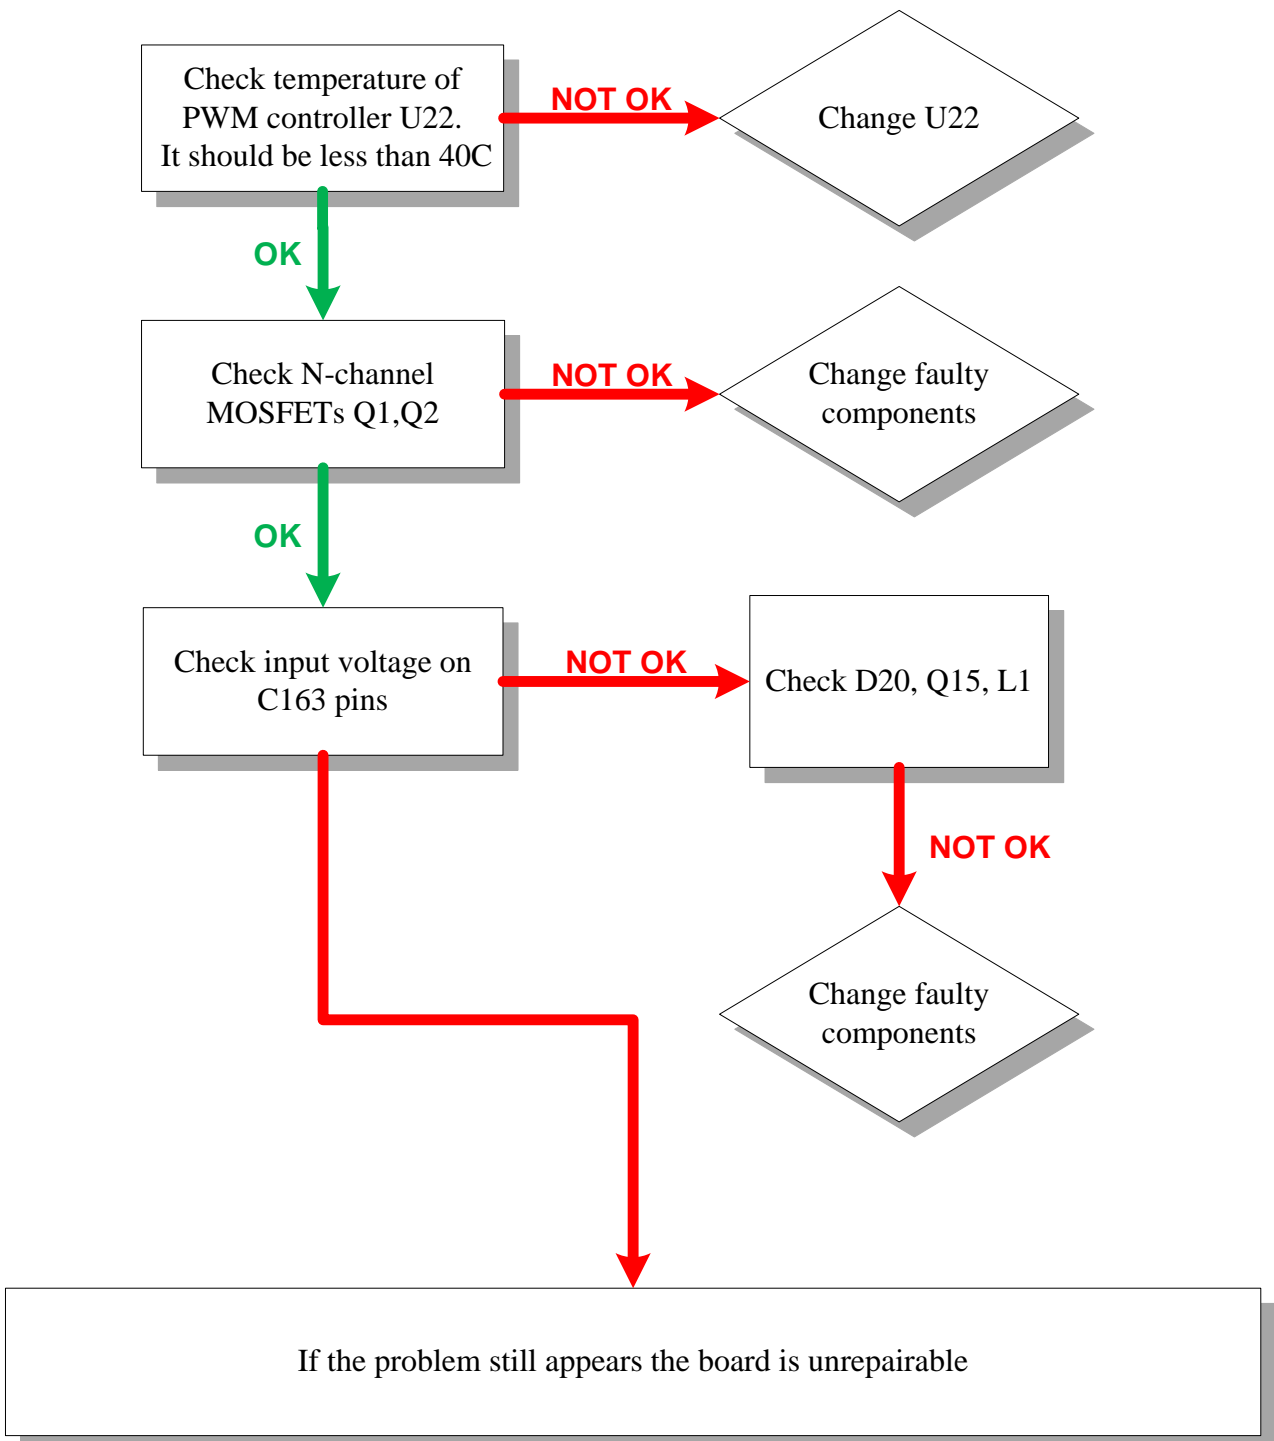 Check temperature of
PWM controller U22.
It should be less than 40C
NOT OK
Change U22
OK
Check N-channel
MOSFETs Q1,Q2
NOT OK
Change faulty
components
OK
Check input voltage on
C163 pins
NOT OK
Check D20, Q15, L1
NOT OK
Change faulty
components
If the problem still appears the board is unrepairable